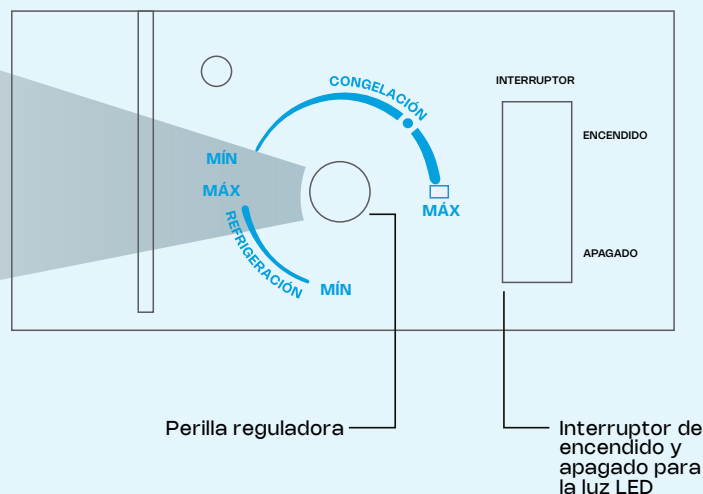 CONGELACIÓN
INTERRUPTOR
ENCENDIDO
MÍN
MÁX
MÁX
REFRIGERACIÓN
APAGADO
MÍN
Perilla reguladora
Interruptor de
encendido y
apagado para
la luz LED